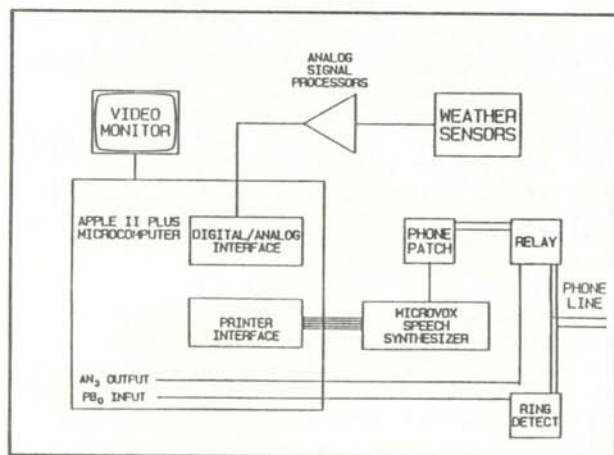 ANALOG
SIGNAL
PROCESSORS
VIDEO
MONITOR
WEATHER
SENSORS
APPLE II PLUS
MICROCOMPUTER
DIGITAL/ANALOG
INTERFACE
PHONE
PATCH
RELAY
PHONE
LINE
PRINTER
INTERFACE
MICROVOX
SPEECH
SYNTHESIZER
AN₃ OUTPUT
PB₀ INPUT
RING
DETECT